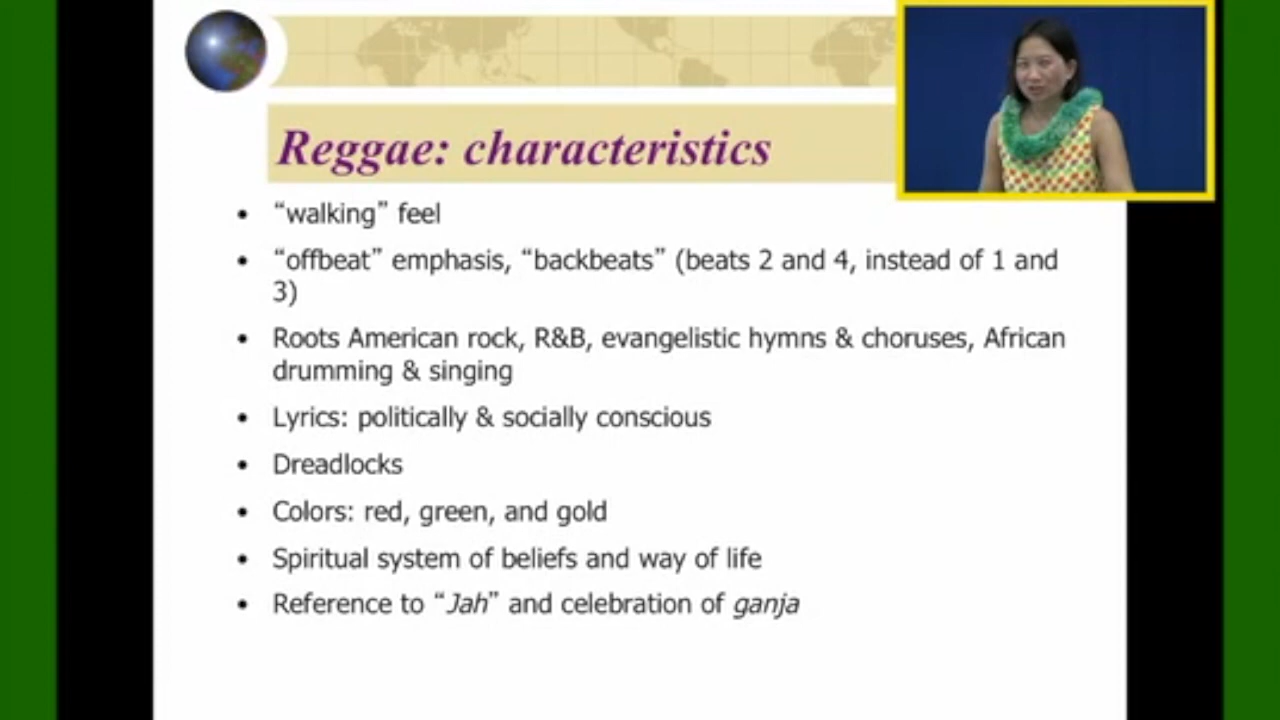 Reggae: characteristics
• “walking” feel
• “offbeat” emphasis, “backbeats” (beats 2 and 4, instead of 1 and
3)
• Roots American rock, R&B, evangelistic hymns & choruses, African
drumming & singing
• Lyrics: politically & socially conscious
• Dreadlocks
• Colors: red, green, and gold
• Spiritual system of beliefs and way of life
• Reference to “Jah” and celebration of ganja